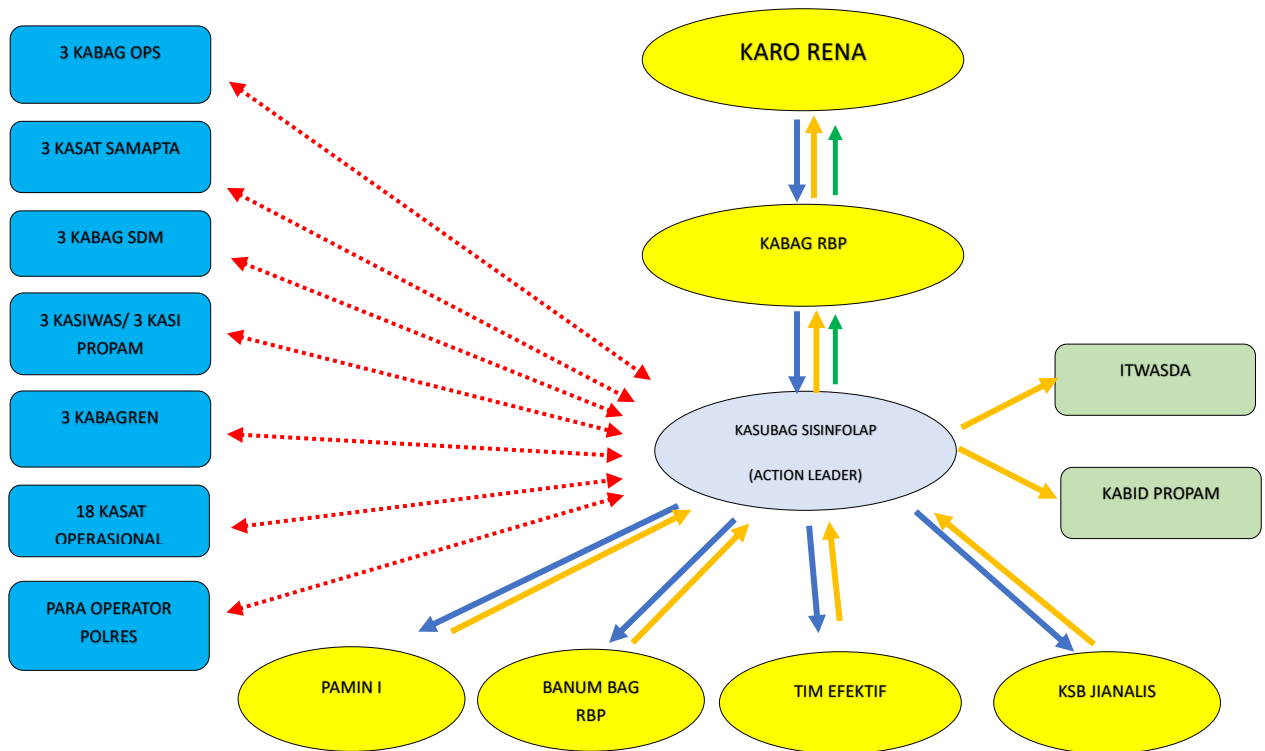 3 KABAG OPS
3 KASAT SAMAPTA
3 KABAG SDM
3 KASIWAS/ 3 KASI
PROPAM
3 KABAGREN
18 KASAT
OPERASIONAL
PARA OPERATOR
POLRES
KARO RENA
KABAG RBP
KASUBAG SISINFOLAP
(ACTION LEADER)
ITWASDA
KABID PROPAM
PAMIN I
BANUM BAG
RBP
TIM EFEKTIF
KSB JIANALIS